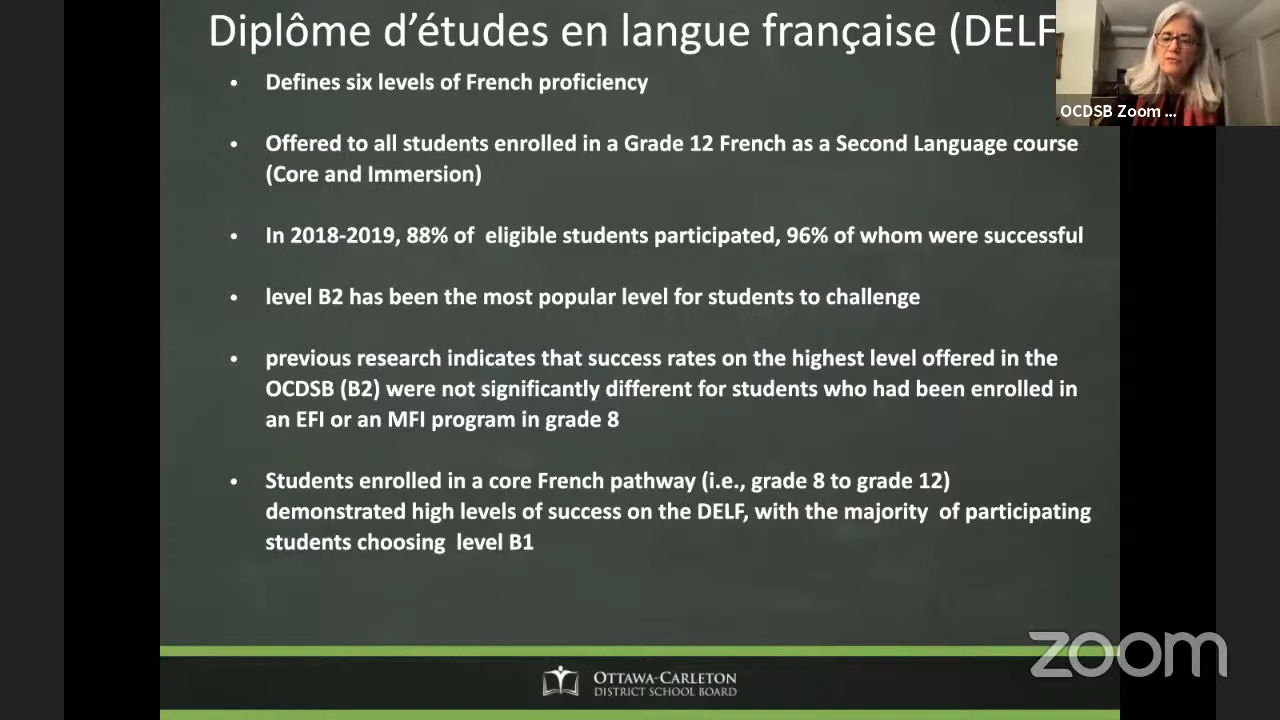 Diplôme d'études en langue française (DELF
• Defines six levels of French proficiency
• Offered to all students enrolled in a Grade 12 French as a Second Language course
(Core and Immersion)
• In 2018-2019, 88% of eligible students participated, 96% of whom were successful
• level B2 has been the most popular level for students to challenge
• previous research indicates that success rates on the highest level offered in the
OCDSB (B2) were not significantly different for students who had been enrolled in
an EFI or an MFI program in grade 8
• Students enrolled in a core French pathway (i.e., grade 8 to grade 12)
demonstrated high levels of success on the DELF, with the majority of participating
students choosing level B1
OCDSB Zoom ...
OTTAWA-CARLETON
DISTRICT SCHOOL BOARD
zoom